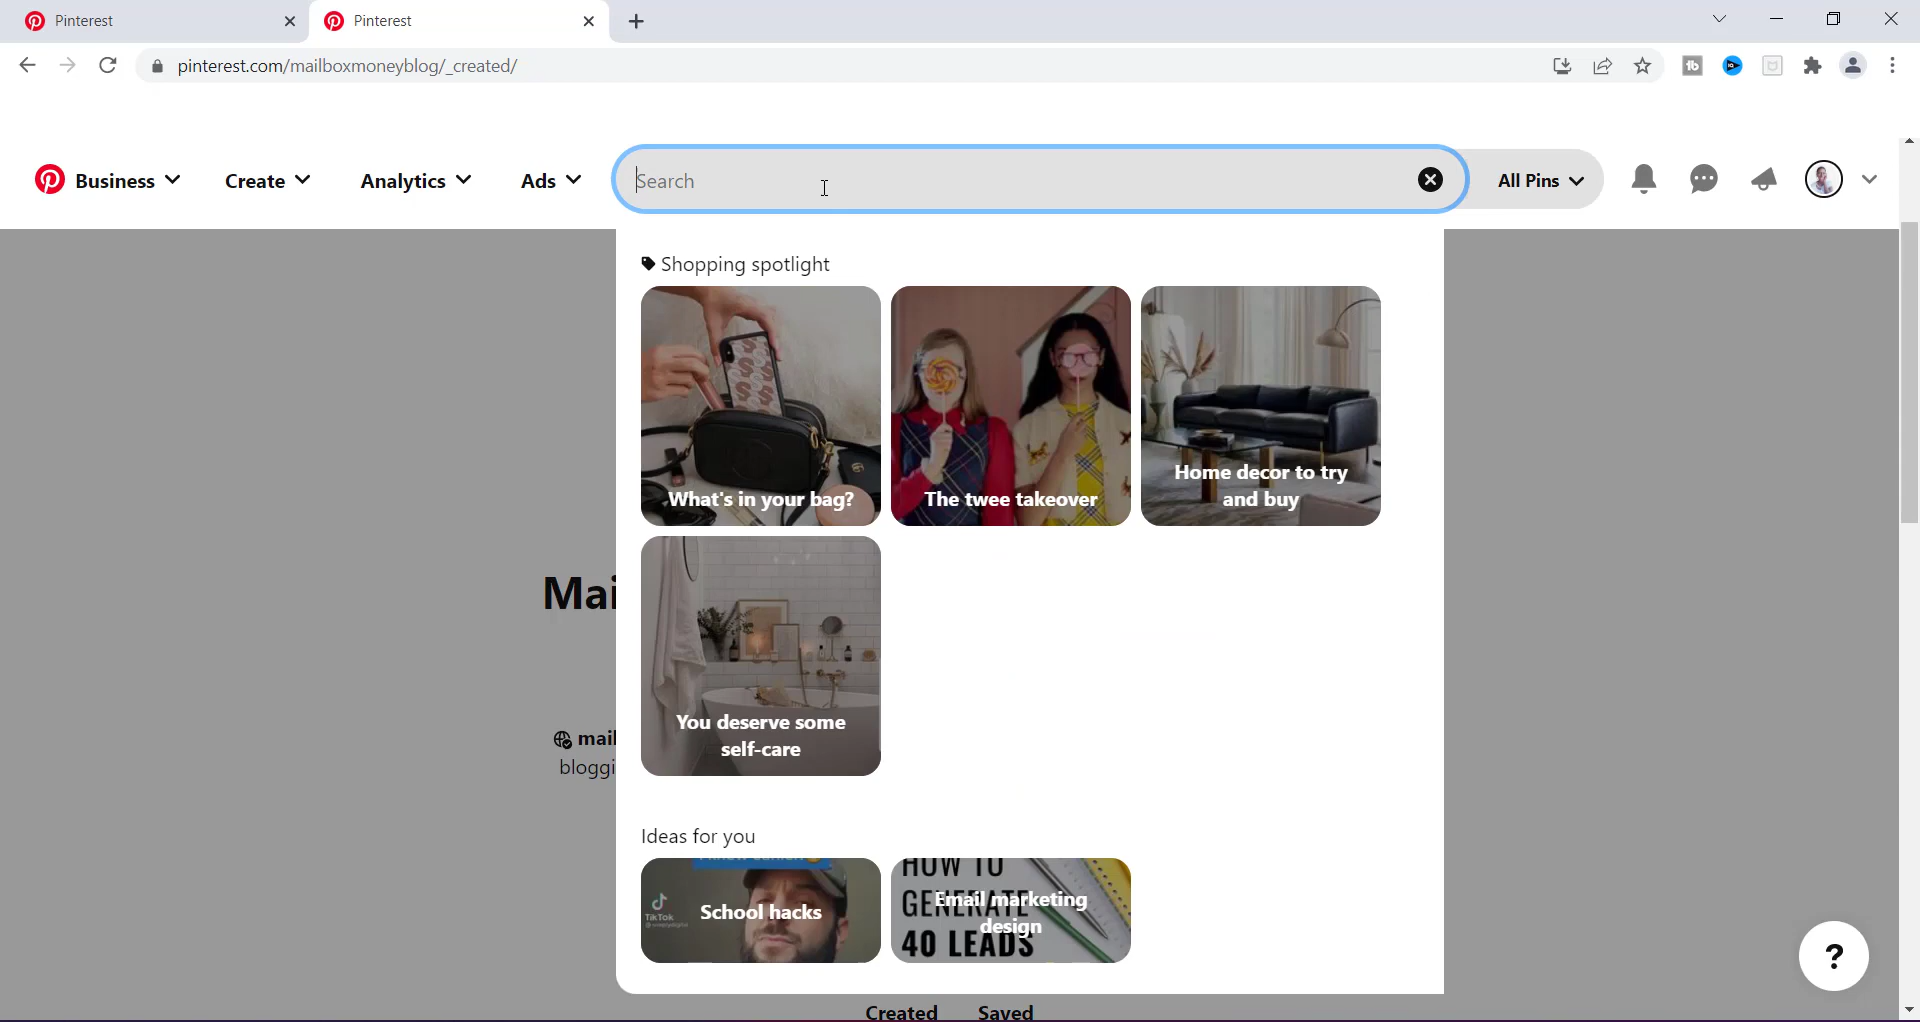 Pinterest
Pinterest
pinterest.com/mailboxmoneyblog/_created/
Business
Create
Analytics
Ads
Search
All Pins
Shopping spotlight
What's in your bag?
The twee takeover
Home decor to try
and buy
You deserve some
self-care
Mai
mail
bloggi
Ideas for you
TikTok
School hacks
HOW TO
GENERATE
40 LEADS
Email marketing
design
Created
Saved
?